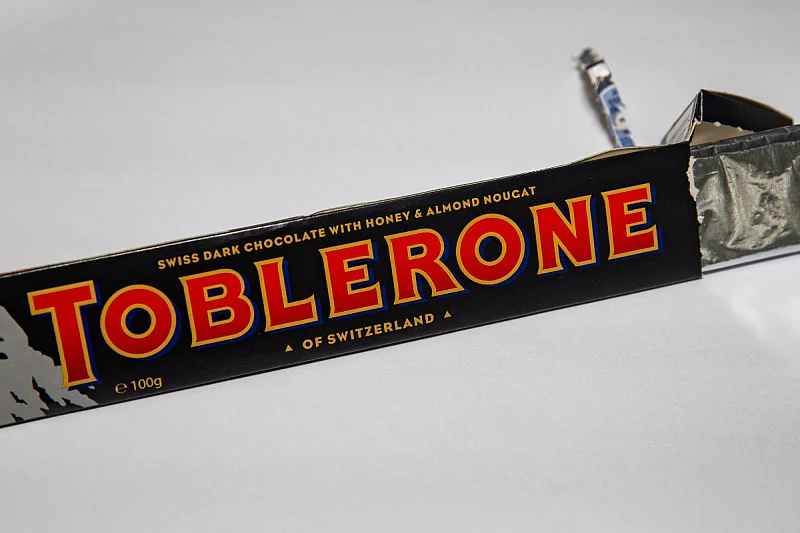 SWISS DARK CHOCOLATE WITH HONEY & ALMOND NOUGAT
TOBLERONE
▲ OF SWITZERLAND ▲
℮ 100g